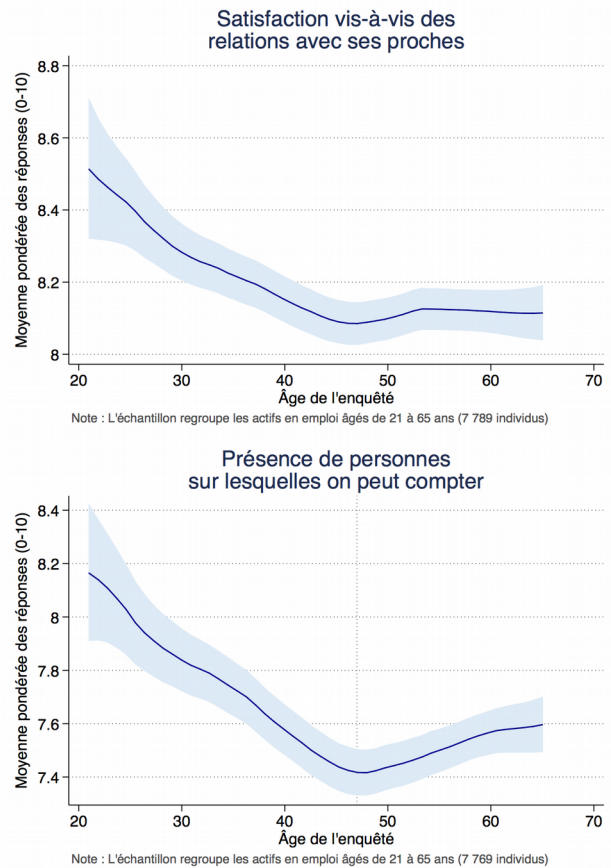 Satisfaction vis-à-vis des
relations avec ses proches
Moyenne pondérée des réponses (0-10)
8.8
8.6
8.4
8.2
8
20 30 40 50 60 70
Âge de l'enquêté
Note : L'échantillon regroupe les actifs en emploi âgés de 21 à 65 ans (7 789 individus)
Présence de personnes
sur lesquelles on peut compter
Moyenne pondérée des réponses (0-10)
8.4
8.2
8
7.8
7.6
7.4
20 30 40 50 60 70
Âge de l'enquêté
Note : L'échantillon regroupe les actifs en emploi âgés de 21 à 65 ans (7 769 individus)